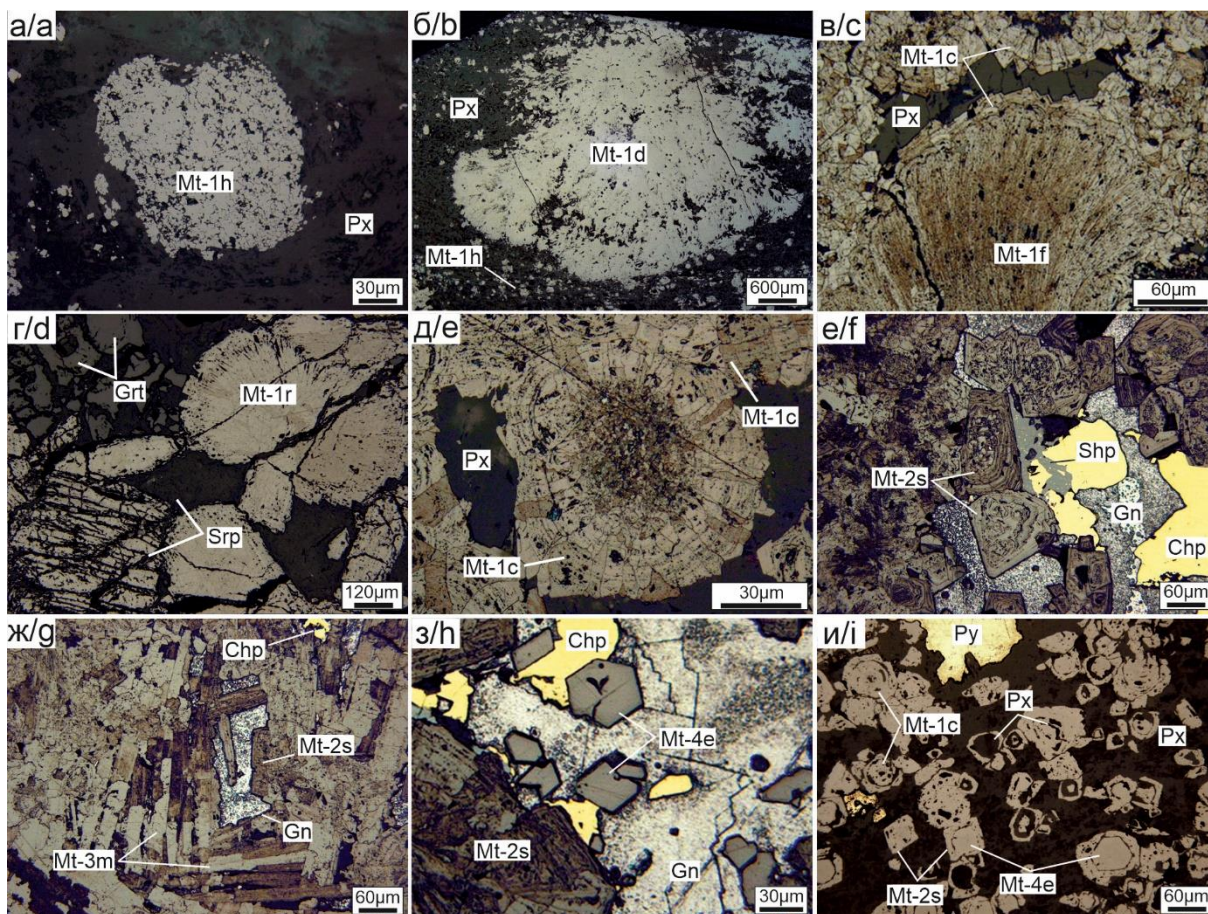 а/a
Mt-1h
Px
30µm
б/b
Px
Mt-1d
Mt-1h
600µm
в/c
Mt-1c
Px
Mt-1f
60µm
г/d
Grt
Mt-1r
Srp
120µm
д/e
Mt-1c
Px
Mt-1c
30µm
е/f
Shp
Mt-2s
Gn
Chp
60µm
ж/g
Chp
Mt-2s
Gn
Mt-3m
60µm
з/h
Chp
Mt-4e
Mt-2s
Gn
30µm
и/i
Py
Px
Mt-1c
Px
Mt-2s
Mt-4e
60µm